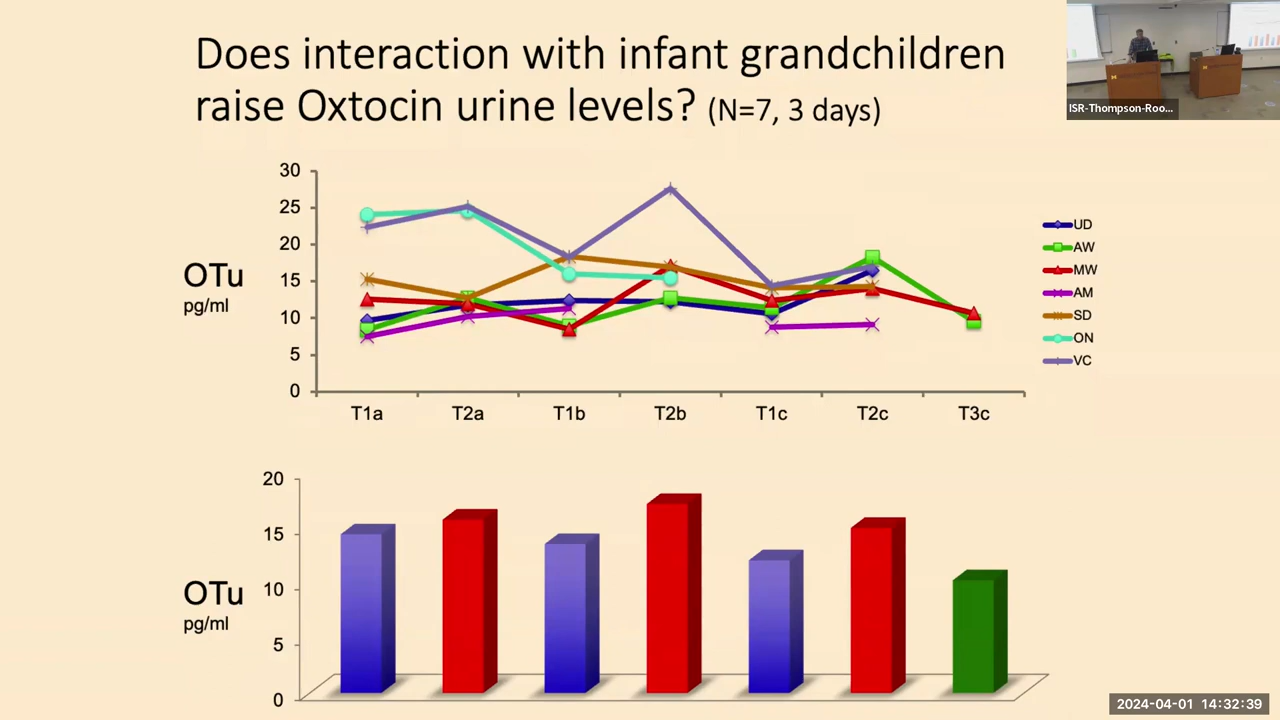 Does interaction with infant grandchildren
raise Oxtocin urine levels? (N=7, 3 days)
ISR-Thompson-Roo...
30
25
20
15
10
5
0
OTu
pg/ml
T1a T2a T1b T2b T1c T2c T3c
UD
AW
MW
AM
SD
ON
VC
20
15
10
5
0
OTu
pg/ml
2024-04-01 14:32:39